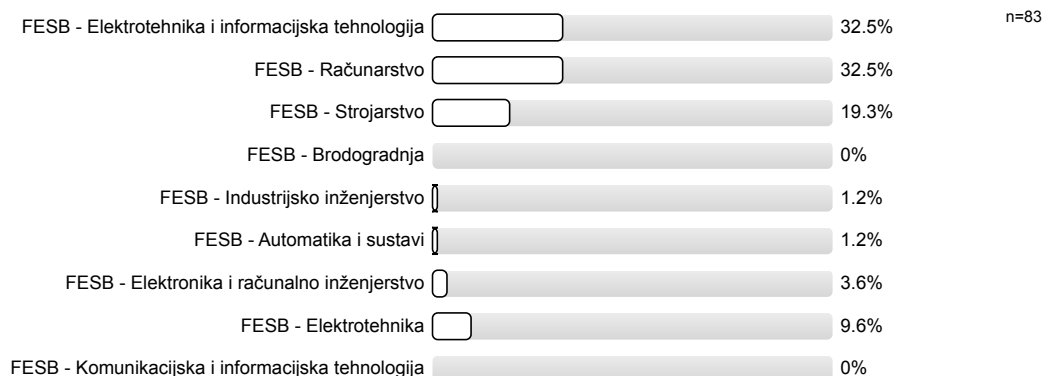 FESB - Elektrotehnika i informacijska tehnologija 32.5% n=83
FESB - Računarstvo 32.5%
FESB - Strojarstvo 19.3%
FESB - Brodogradnja 0%
FESB - Industrijsko inženjerstvo 1.2%
FESB - Automatika i sustavi 1.2%
FESB - Elektronika i računalno inženjerstvo 3.6%
FESB - Elektrotehnika 9.6%
FESB - Komunikacijska i informacijska tehnologija 0%